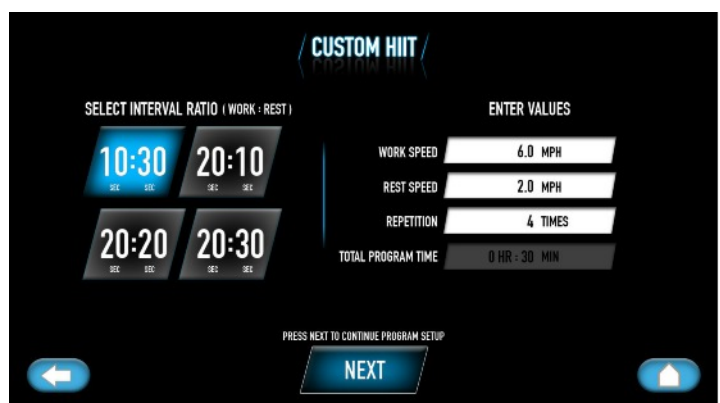 / CUSTOM HIIT /
SELECT INTERVAL RATIO ( WORK : REST )
10:30
SEC SEC
20:10
SEC SEC
20:20
SEC SEC
20:30
SEC SEC
ENTER VALUES
WORK SPEED 6.0 MPH
REST SPEED 2.0 MPH
REPETITION 4 TIMES
TOTAL PROGRAM TIME 0 HR : 30 MIN
PRESS NEXT TO CONTINUE PROGRAM SETUP
NEXT